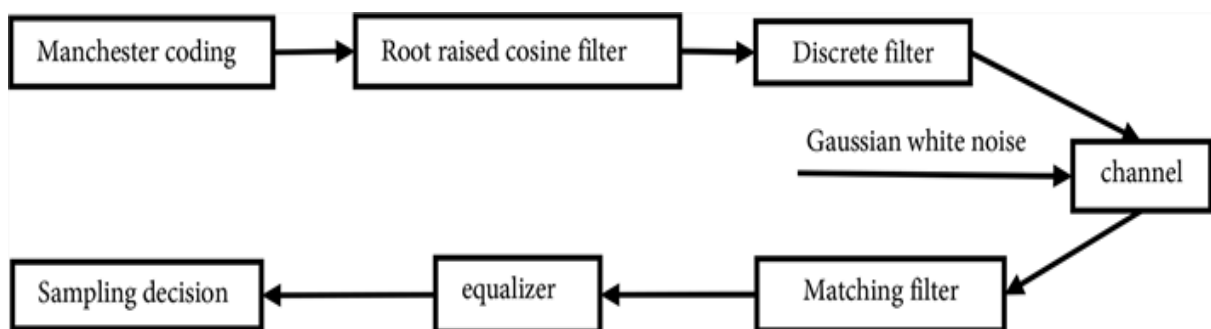 Manchester coding
Root raised cosine filter
Discrete filter
Gaussian white noise
channel
Matching filter
equalizer
Sampling decision